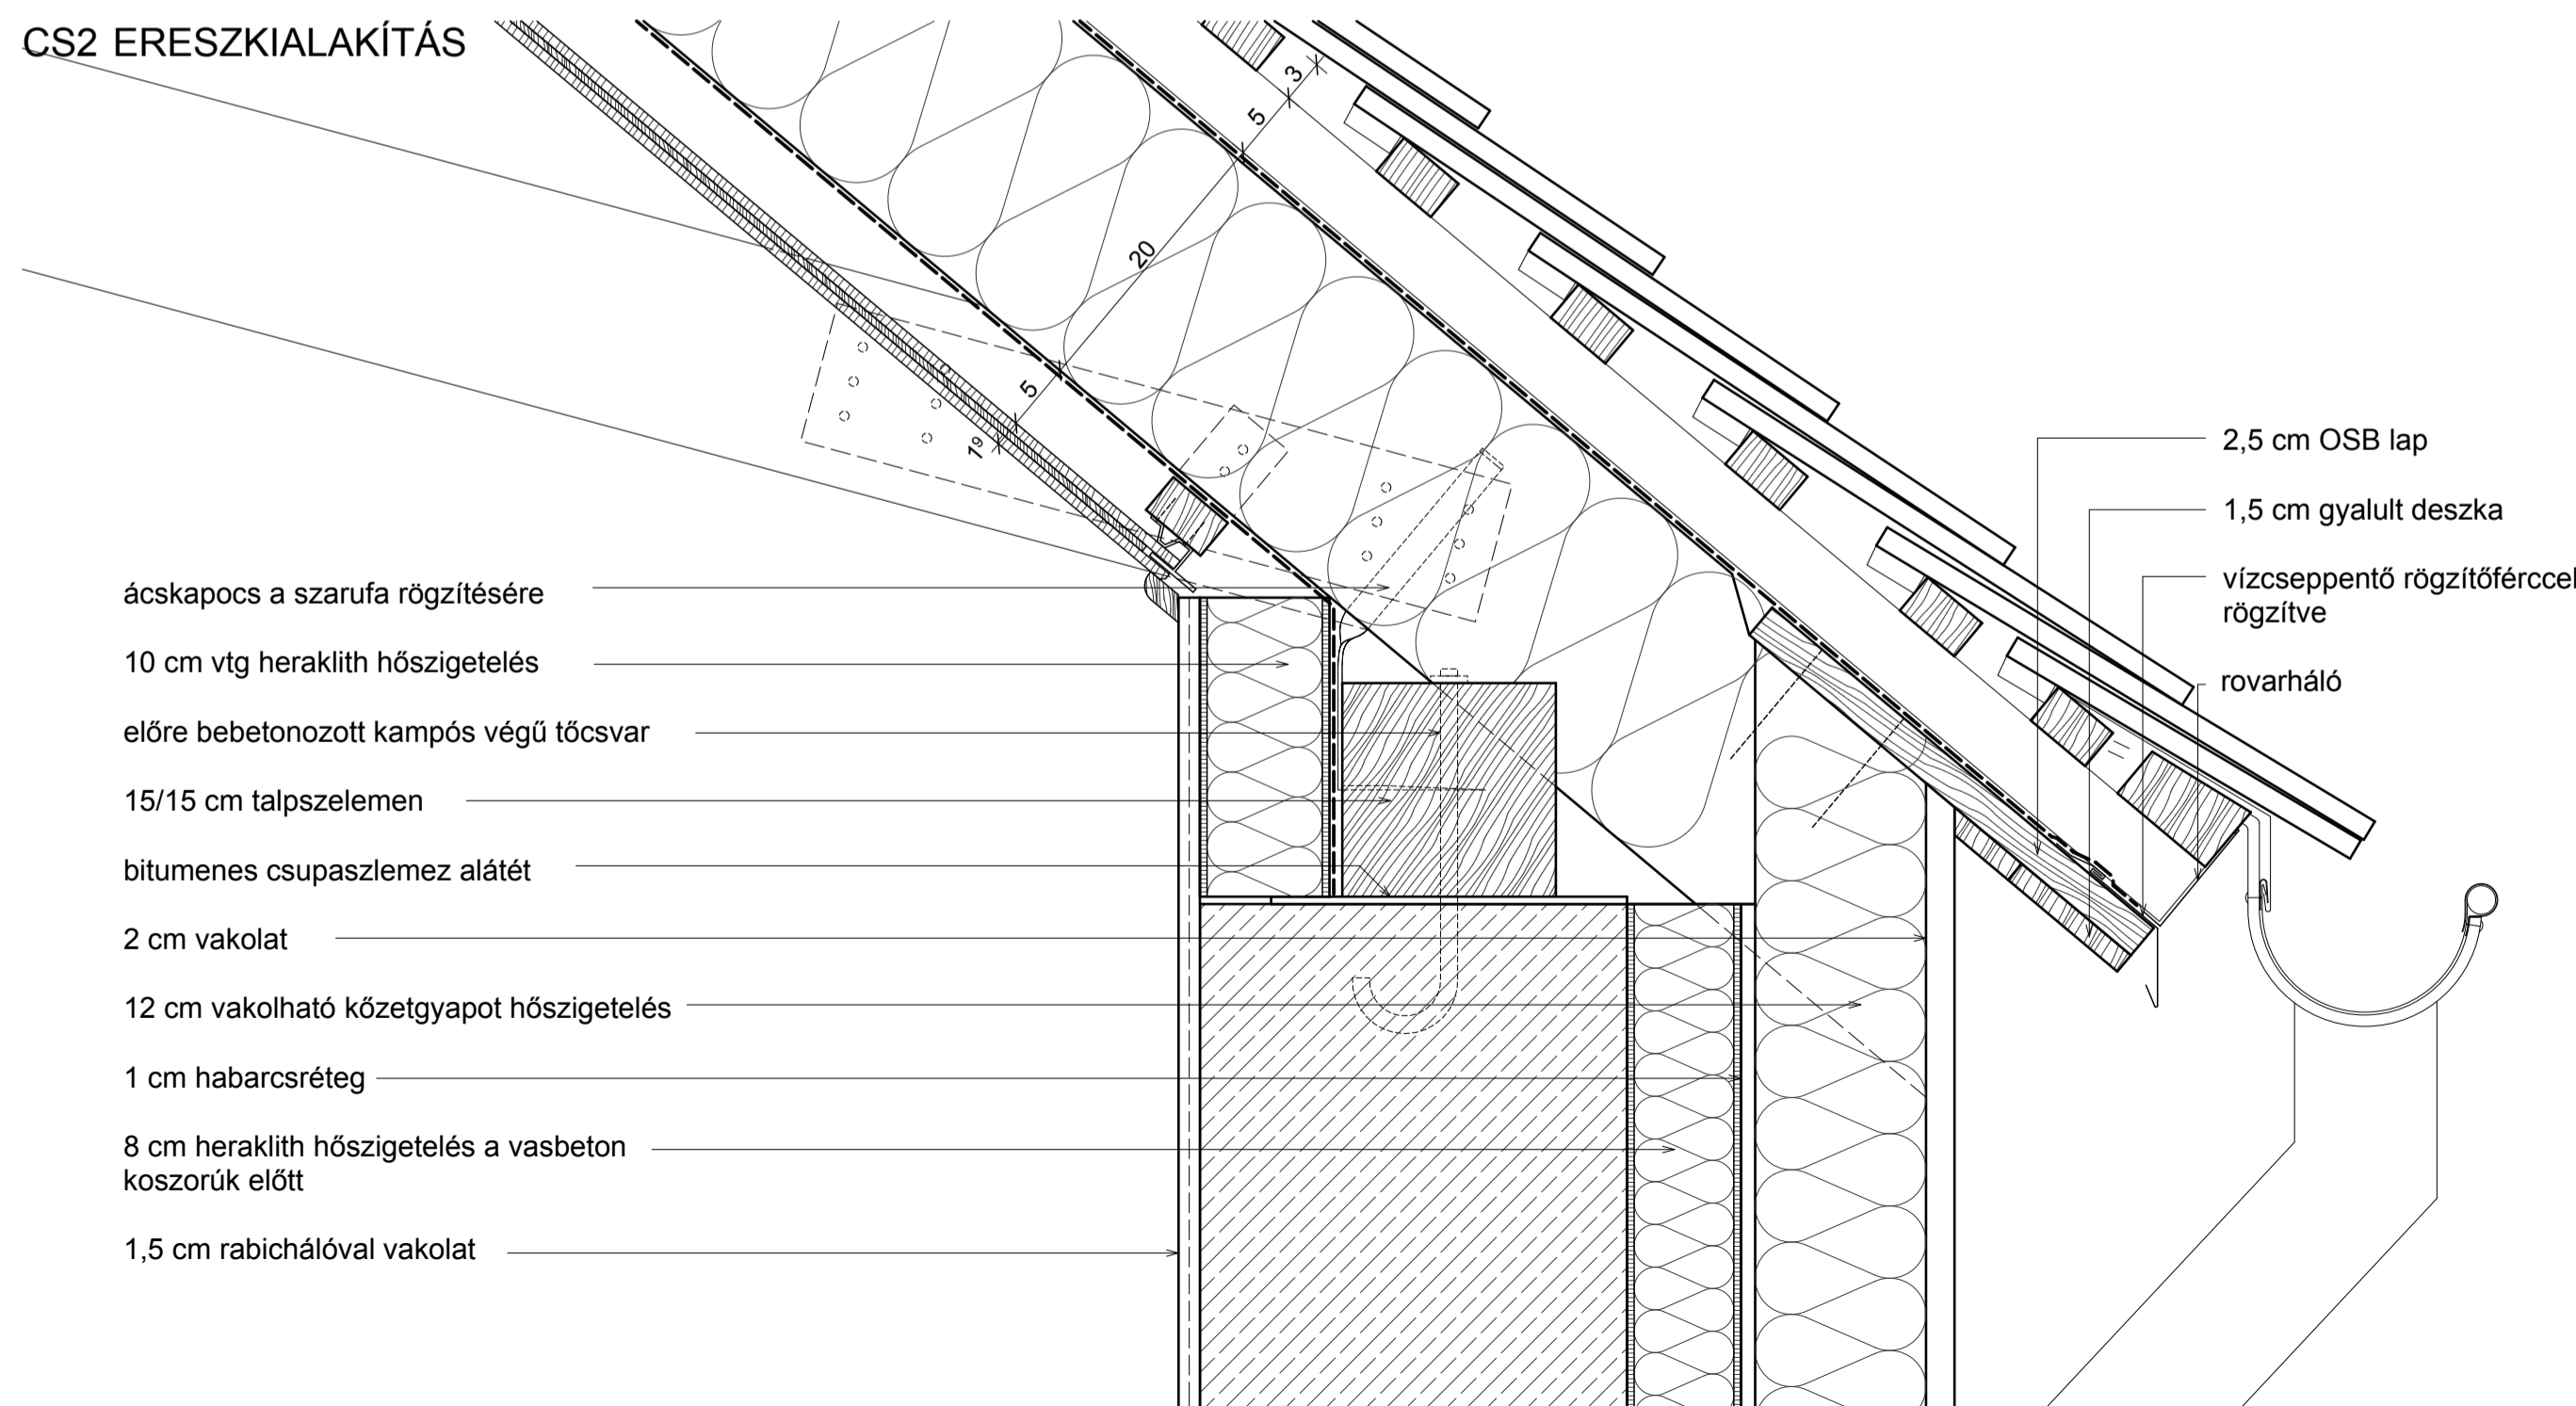 CS2 ERESZKIALAKÍTÁS
3
5
20
5
19
2,5 cm OSB lap
1,5 cm gyalult deszka
vízcseppentő rögzítőférccel
rögzítve
rovarháló
ácskapocs a szarufa rögzítésére
10 cm vtg heraklith hőszigetelés
előre bebetonozott kampós végű tőcsvar
15/15 cm talpszelemen
bitumenes csupaszlemez alátét
2 cm vakolat
12 cm vakolható kőzetgyapot hőszigetelés
1 cm habarcsréteg
8 cm heraklith hőszigetelés a vasbeton
koszorúk előtt
1,5 cm rabichálóval vakolat